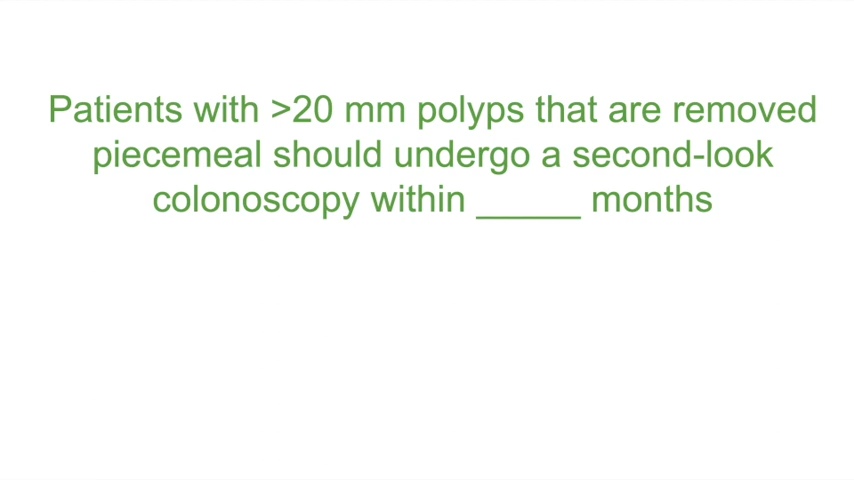 Patients with >20 mm polyps that are removed
piecemeal should undergo a second-look
colonoscopy within _____ months